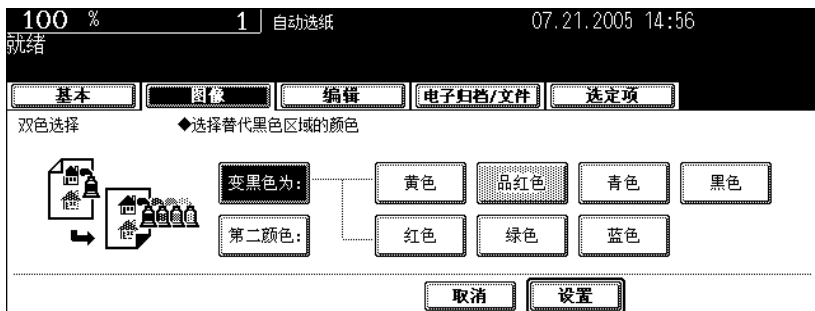 100 % 1 自动选纸 07.21.2005 14:56
就绪
基本 图像 编辑 电子归档/文件 选定项
双色选择 ◆选择替代黑色区域的颜色
变黑色为: 黄色 品红色 青色 黑色
第二颜色: 红色 绿色 蓝色
取消 设置